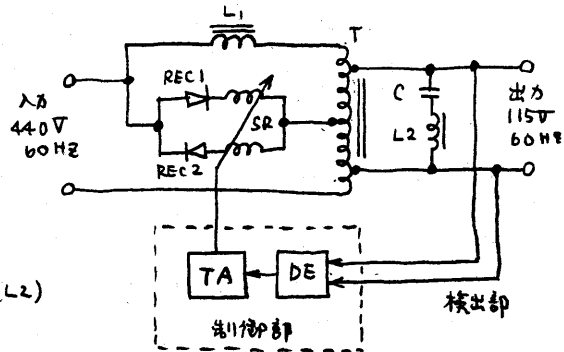 L1
T
REC1
SR
REC2
入力
440V
60HZ
C
L2
出力
115V
60HZ
TA
DE
制御部
検出部
L2)